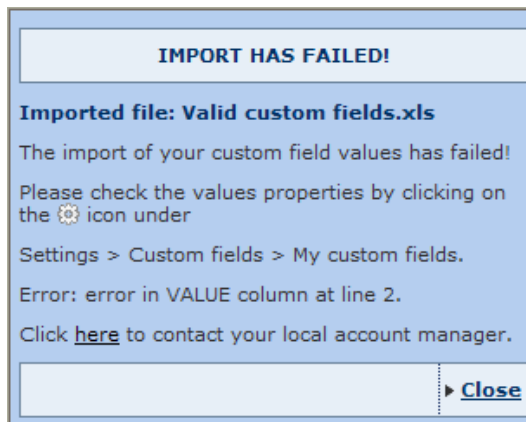 IMPORT HAS FAILED!
Imported file: Valid custom fields.xls
The import of your custom field values has failed!
Please check the values properties by clicking on
the icon under
Settings > Custom fields > My custom fields.
Error: error in VALUE column at line 2.
Click here to contact your local account manager.
Close